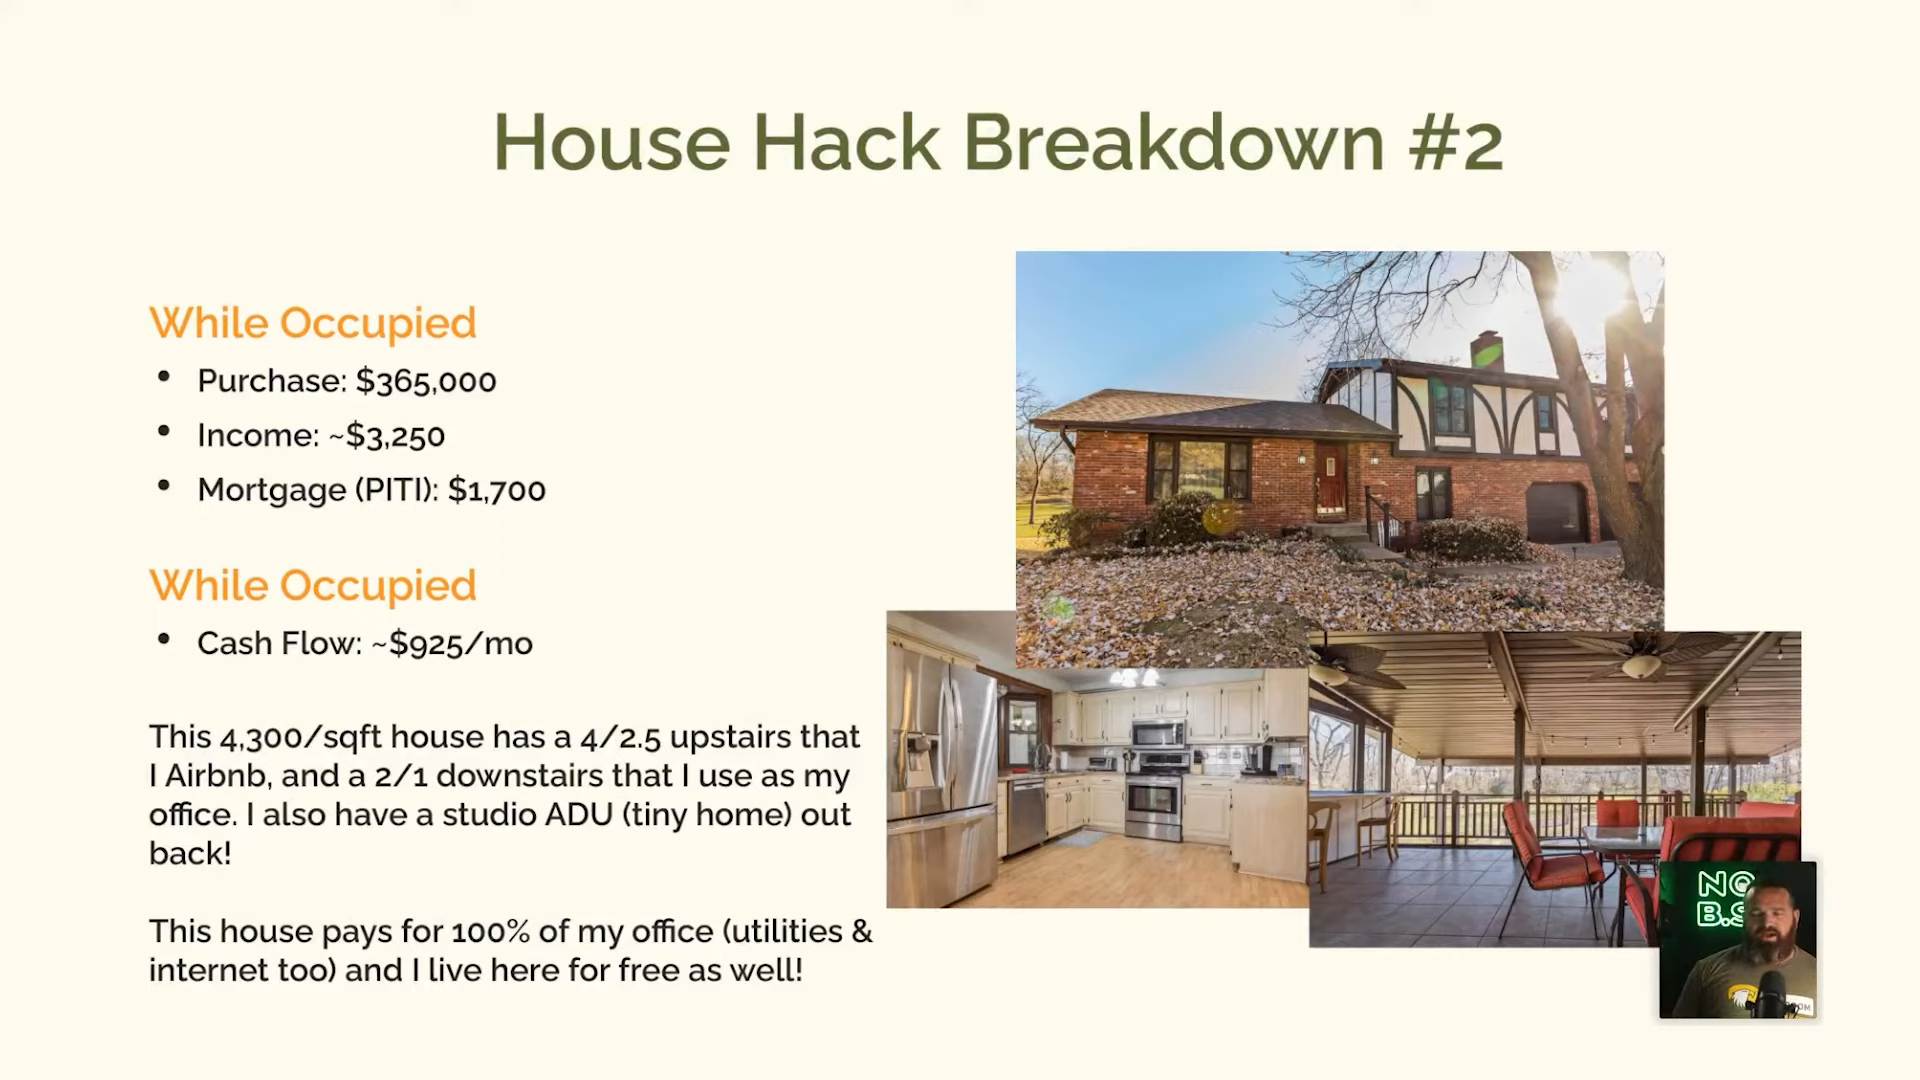 House Hack Breakdown #2
While Occupied
• Purchase: $365,000
• Income: ~$3,250
• Mortgage (PITI): $1,700
While Occupied
• Cash Flow: ~$925/mo
This 4,300/sqft house has a 4/2.5 upstairs that
I Airbnb, and a 2/1 downstairs that I use as my
office. I also have a studio ADU (tiny home) out
back!
This house pays for 100% of my office (utilities &
internet too) and I live here for free as well!
NO
B.S